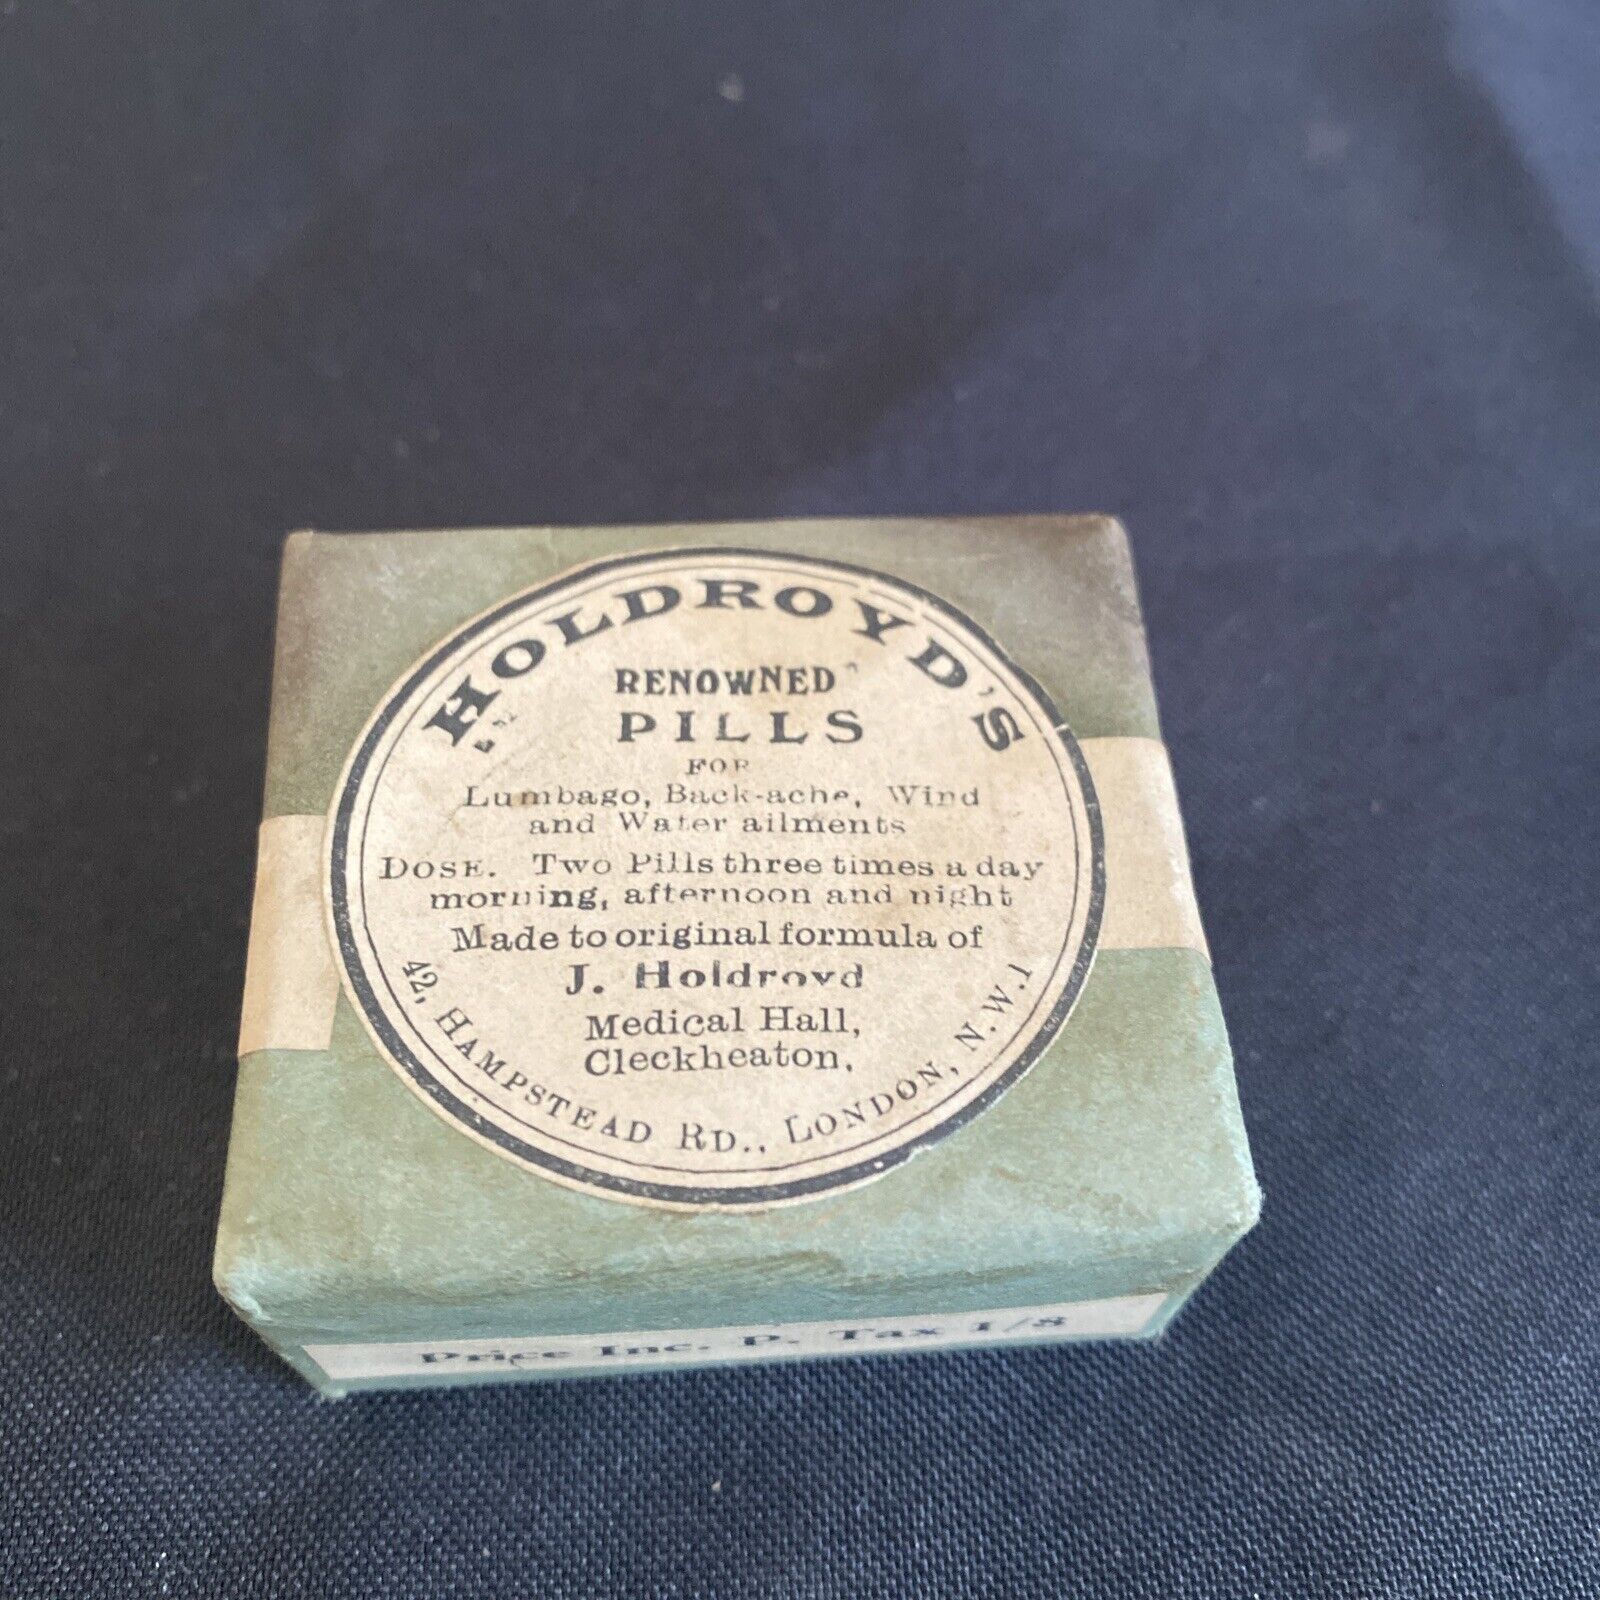 HOLDROYD'S
RENOWNED
PILLS
FOR
Lumbago, Back-ache, Wind
and Water ailments
DOSE. Two Pills three times a day
morning, afternoon and night
Made to original formula of
J. Holdroyd
Medical Hall,
Cleckheaton,
42, HAMPSTEAD RD., LONDON, N.W.1
Price Inc. P. Tax 1/8